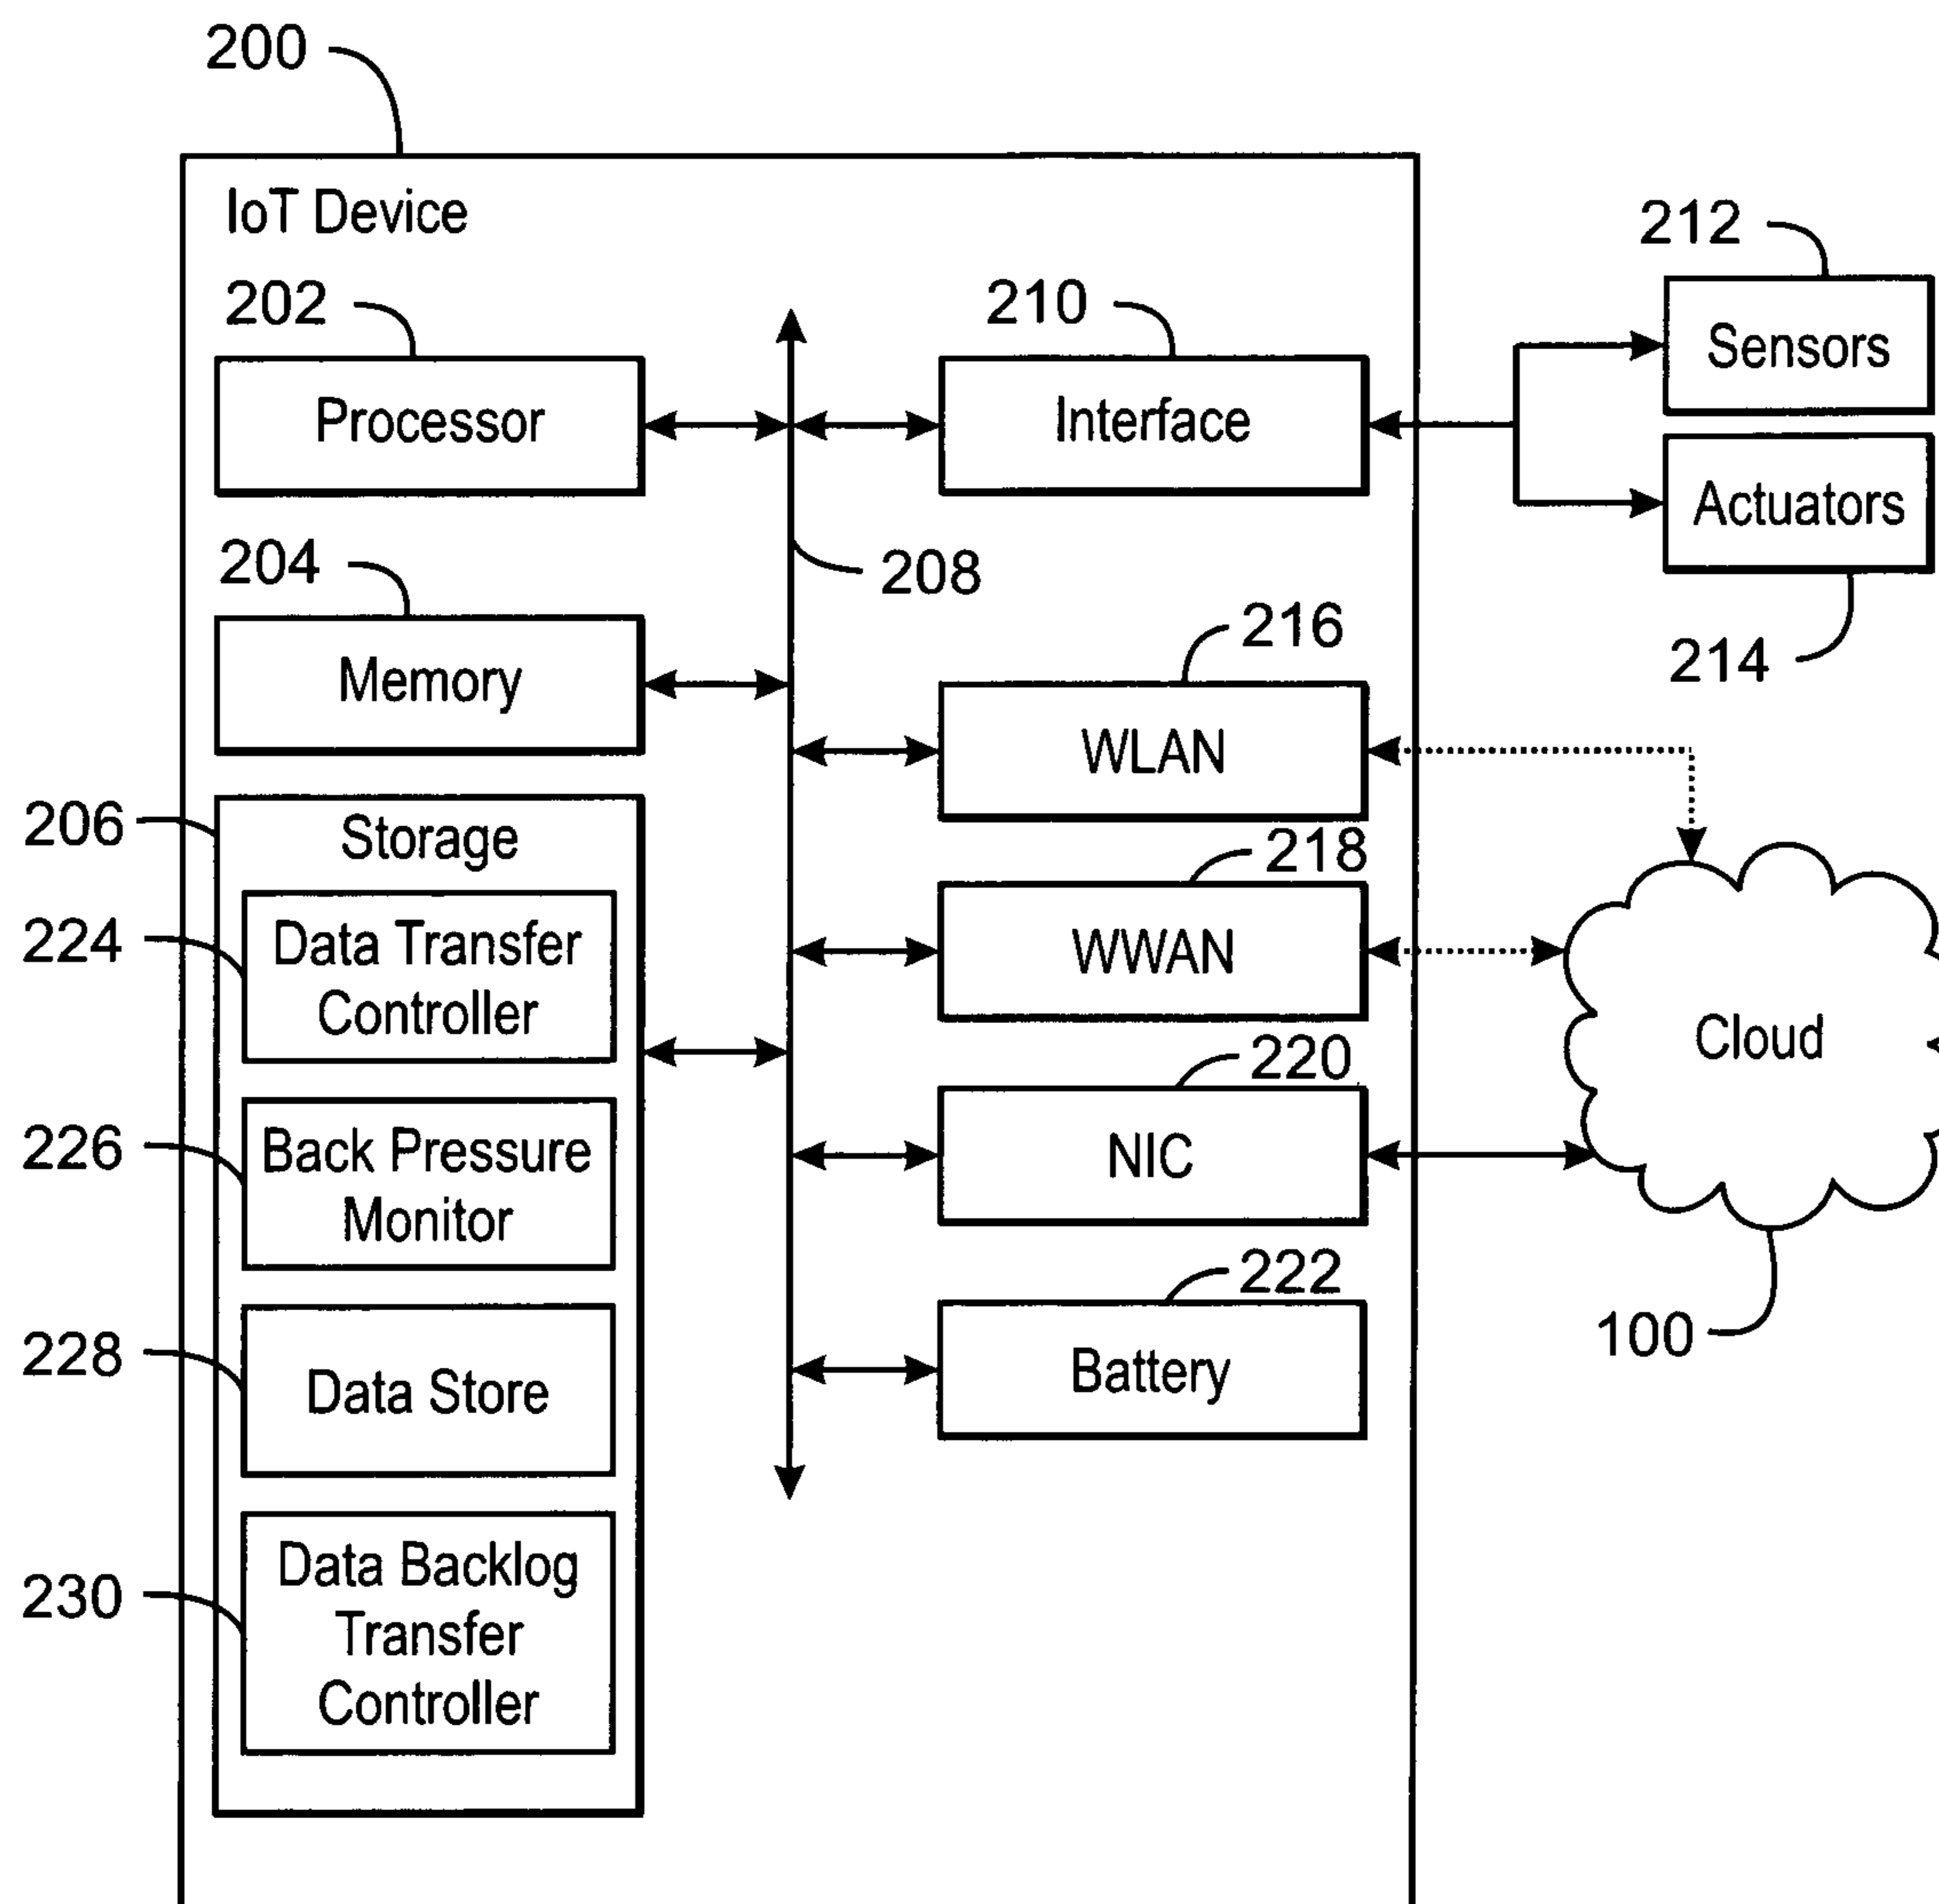 200
IoT Device
202
Processor
210
Interface
212
Sensors
Actuators
214
204
Memory
208
216
WLAN
206
Storage
218
WWAN
224
Data Transfer
Controller
Cloud
220
NIC
226
Back Pressure
Monitor
100
222
Battery
228
Data Store
230
Data Backlog
Transfer
Controller